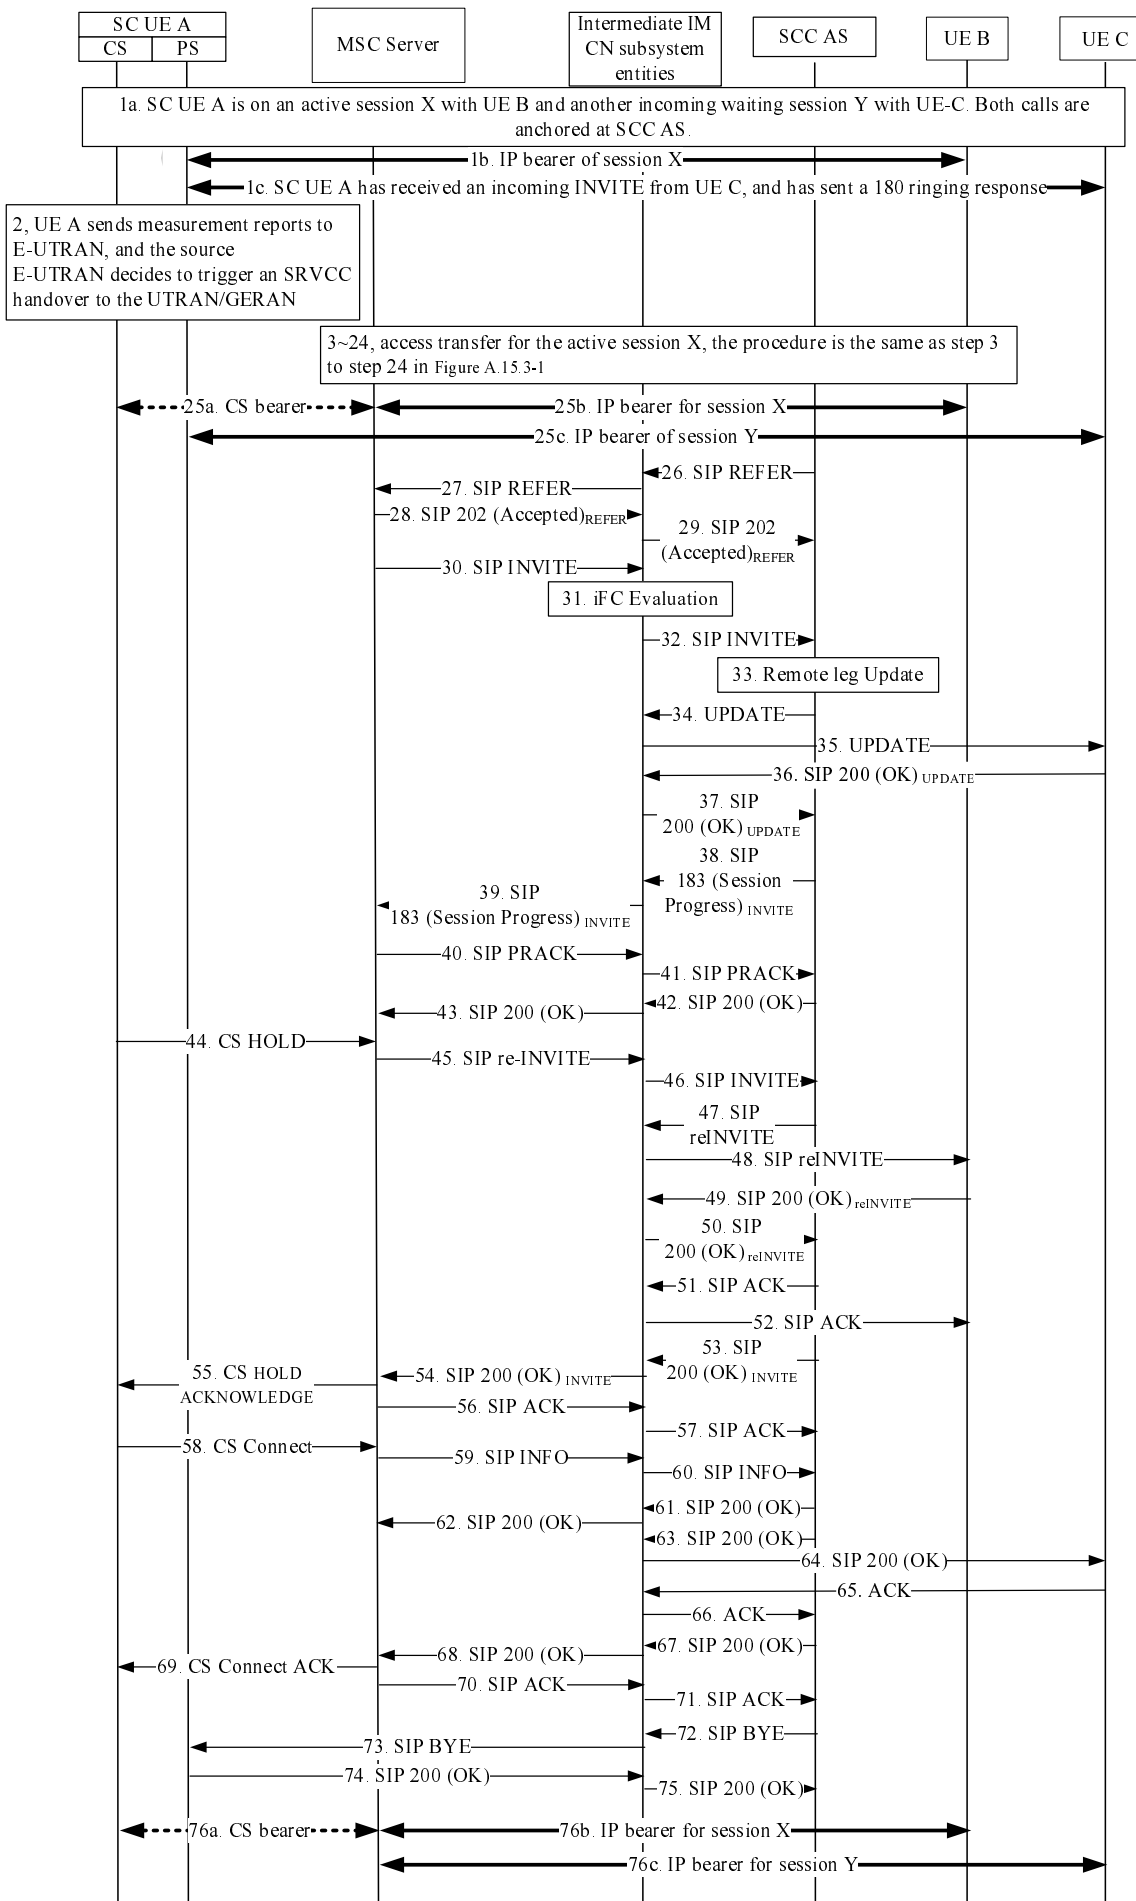 SC UE A
CS
PS
MSC Server
Intermediate IM
CN subsystem
entities
SCC AS
UE B
UE C
1a. SC UE A is on an active session X with UE B and another incoming waiting session Y with UE-C. Both calls are
anchored at SCC AS.
1b. IP bearer of session X
1c. SC UE A has received an incoming INVITE from UE C, and has sent a 180 ringing response
2, UE A sends measurement reports to
E-UTRAN, and the source
E-UTRAN decides to trigger an SRVCC
handover to the UTRAN/GERAN
3~24, access transfer for the active session X, the procedure is the same as step 3
to step 24 in Figure A.15.3-1
25a. CS bearer
25b. IP bearer for session X
25c. IP bearer of session Y
26. SIP REFER
27. SIP REFER
28. SIP 202 (Accepted)REFER
29. SIP 202
(Accepted)REFER
30. SIP INVITE
31. iFC Evaluation
32. SIP INVITE
33. Remote leg Update
34. UPDATE
35. UPDATE
36. SIP 200 (OK) UPDATE
37. SIP
200 (OK) UPDATE
38. SIP
183 (Session
Progress) INVITE
39. SIP
183 (Session Progress) INVITE
40. SIP PRACK
41. SIP PRACK
42. SIP 200 (OK)
43. SIP 200 (OK)
44. CS HOLD
45. SIP re-INVITE
46. SIP INVITE
47. SIP
reINVITE
48. SIP reINVITE
49. SIP 200 (OK) reINVITE
50. SIP
200 (OK) reINVITE
51. SIP ACK
52. SIP ACK
53. SIP
200 (OK) INVITE
54. SIP 200 (OK) INVITE
55. CS HOLD
ACKNOWLEDGE
56. SIP ACK
57. SIP ACK
58. CS Connect
59. SIP INFO
60. SIP INFO
61. SIP 200 (OK)
62. SIP 200 (OK)
63. SIP 200 (OK)
64. SIP 200 (OK)
65. ACK
66. ACK
67. SIP 200 (OK)
68. SIP 200 (OK)
69. CS Connect ACK
70. SIP ACK
71. SIP ACK
72. SIP BYE
73. SIP BYE
74. SIP 200 (OK)
75. SIP 200 (OK)
76a. CS bearer
76b. IP bearer for session X
76c. IP bearer for session Y